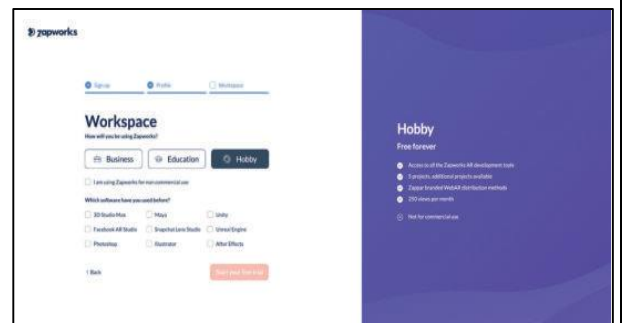 zapworks
Sign up Profile Workspace
Workspace
How will you be using Zapworks?
Business Education Hobby
I am using Zapworks for non commercial use
Which software have you used before?
3D Studio Max Maya Unity
Facebook AR Studio Snapchat Lens Studio Unreal Engine
Photoshop Illustrator After Effects
Back
Start your free trial
Hobby
Free forever
Access to all the Zapworks AR development tools
5 projects, additional projects available
Zappar branded WebAR distribution methods
250 views per month
Not for commercial use